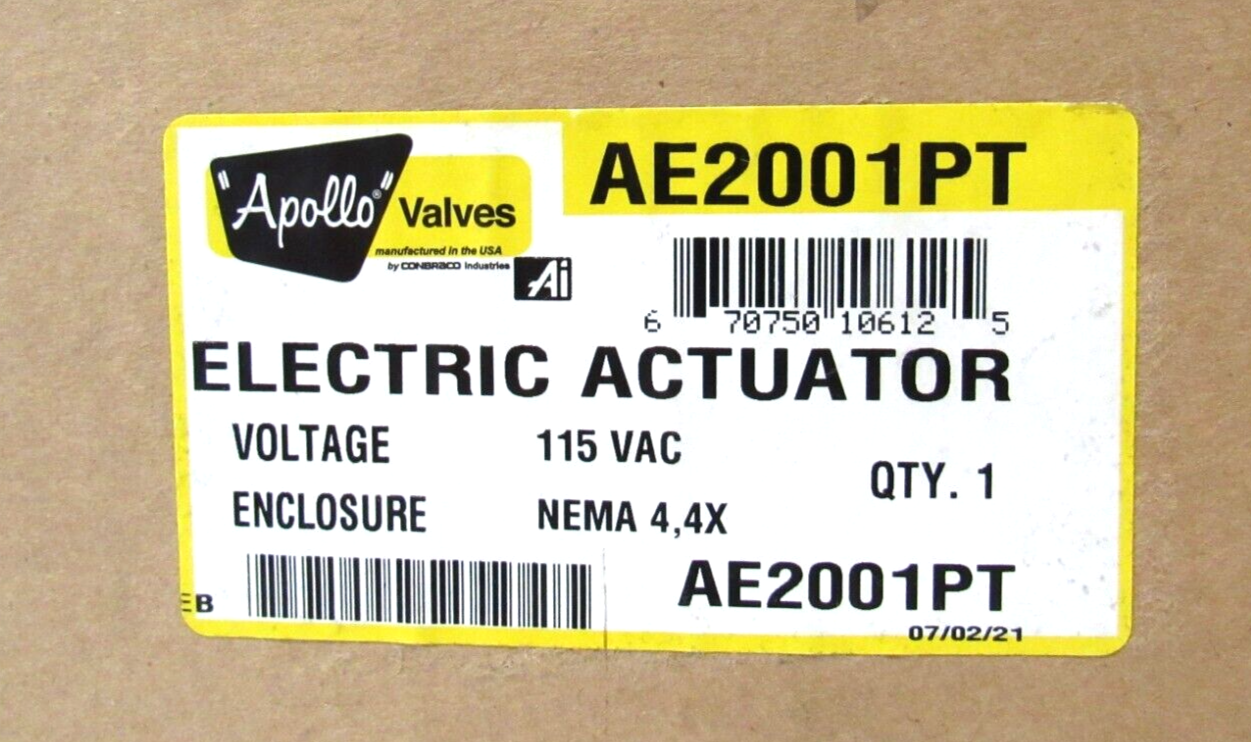 "Apollo® Valves
manufactured in the USA
by CONBRACO Industries
Ai
AE2001PT
6 70750 10612 5
ELECTRIC ACTUATOR
VOLTAGE 115 VAC
QTY. 1
ENCLOSURE NEMA 4,4X
EB
AE2001PT
07/02/21